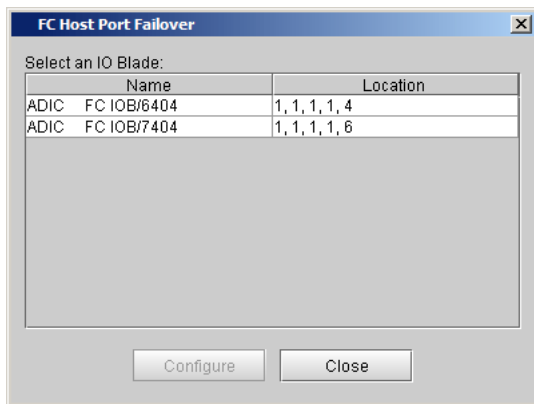 FC Host Port Failover
Select an IO Blade:
Name Location
ADIC FC IOB/6404 1, 1, 1, 1, 4
ADIC FC IOB/7404 1, 1, 1, 1, 6
Configure Close